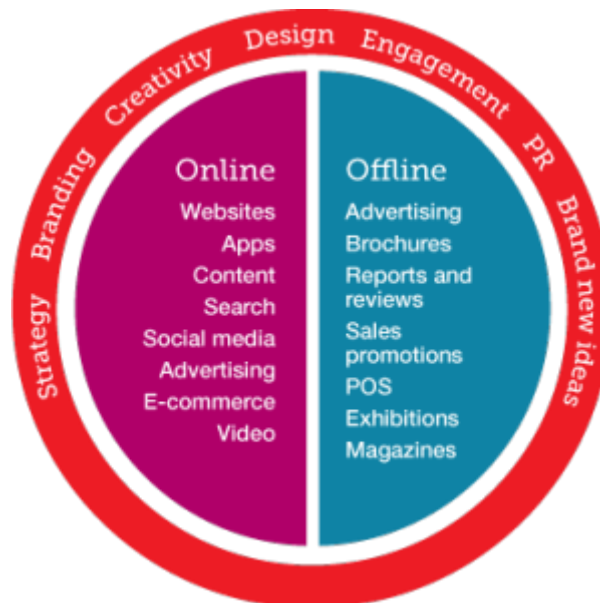 Strategy Branding Creativity Design Engagement PR Brand new ideas
Online
Websites
Apps
Content
Search
Social media
Advertising
E-commerce
Video
Offline
Advertising
Brochures
Reports and
reviews
Sales
promotions
POS
Exhibitions
Magazines